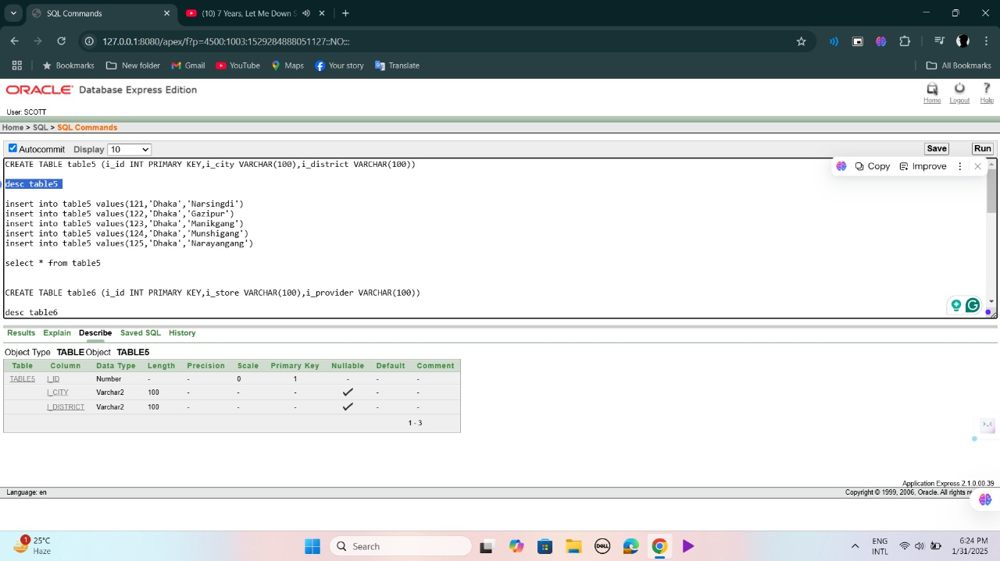 SQL Commands
(10) 7 Years, Let Me Down S
127.0.0.1:8080/apex/f?p=4500:1003:1529284888051127::NO:::
Bookmarks New folder Gmail YouTube Maps Your story Translate All Bookmarks
ORACLE Database Express Edition
Home Logout Help
User: SCOTT
Home > SQL > SQL Commands
Autocommit Display 10 Save Run
CREATE TABLE table5 (i_id INT PRIMARY KEY,i_city VARCHAR(100),i_district VARCHAR(100))
Copy Improve
desc table5
insert into table5 values(121,'Dhaka','Narsingdi')
insert into table5 values(122,'Dhaka','Gazipur')
insert into table5 values(123,'Dhaka','Manikgang')
insert into table5 values(124,'Dhaka','Munshigang')
insert into table5 values(125,'Dhaka','Narayangang')
select * from table5
CREATE TABLE table6 (i_id INT PRIMARY KEY,i_store VARCHAR(100),i_provider VARCHAR(100))
desc table6
Results Explain Describe Saved SQL History
Object Type TABLE Object TABLE5
Table Column Data Type Length Precision Scale Primary Key Nullable Default Comment
TABLE5 I_ID Number - - 0 1 - - -
I_CITY Varchar2 100 - - - - -
I_DISTRICT Varchar2 100 - - - - -
1 - 3
Application Express 2.1.0.00.39
Language: en Copyright © 1999, 2006, Oracle. All rights re
1 25°C
Haze
Search
DELL
ENG
INTL
6:24 PM
1/31/2025